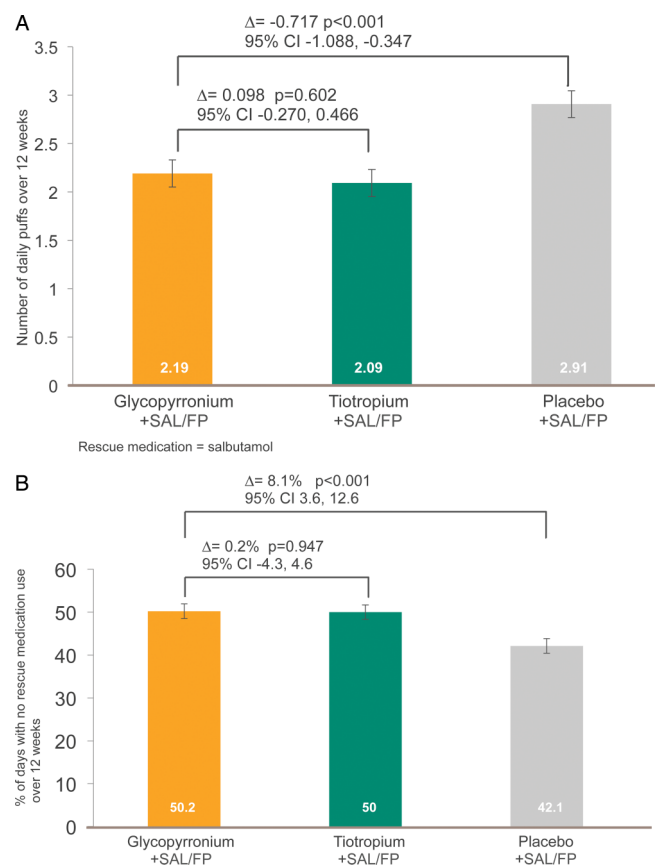 A
Δ= -0.717 p<0.001
95% CI -1.088, -0.347
Δ= 0.098 p=0.602
95% CI -0.270, 0.466
Number of daily puffs over 12 weeks
3.5
3
2.5
2
1.5
1
0.5
0
2.19
2.09
2.91
Glycopyrronium
+SAL/FP
Tiotropium
+SAL/FP
Placebo
+SAL/FP
Rescue medication = salbutamol
B
Δ= 8.1% p<0.001
95% CI 3.6, 12.6
Δ= 0.2% p=0.947
95% CI -4.3, 4.6
% of days with no rescue medication use
over 12 weeks
60
50
40
30
20
10
0
50.2
50
42.1
Glycopyrronium
+SAL/FP
Tiotropium
+SAL/FP
Placebo
+SAL/FP